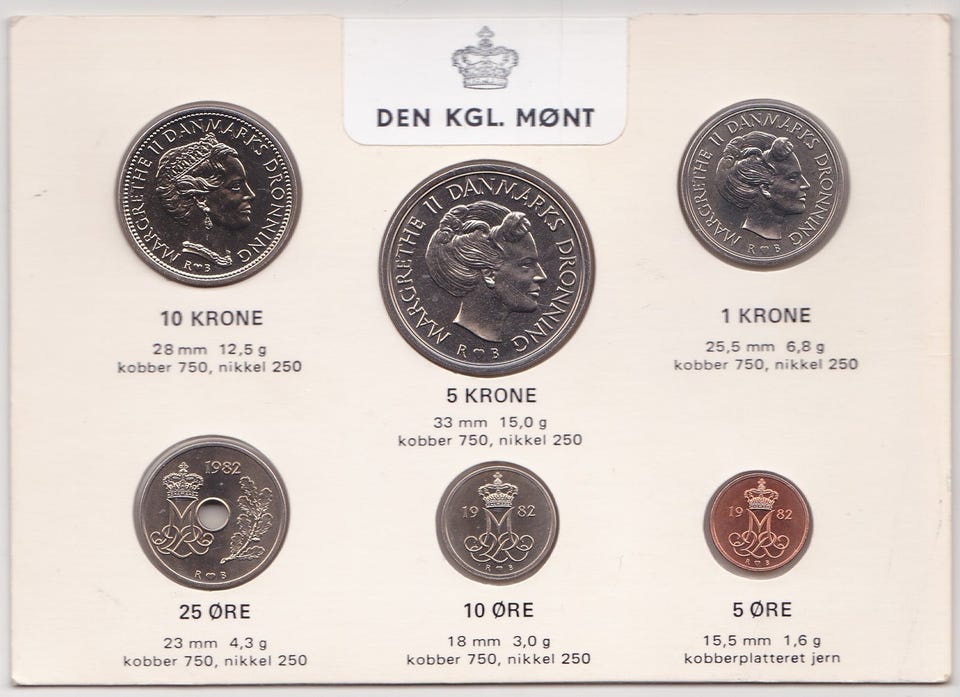 DEN KGL. MØNT
MARGRETHE II DANMARKS DRONNING
R ♥ B
10 KRONE
28 mm 12,5 g
kobber 750, nikkel 250
MARGRETHE II DANMARKS DRONNING
R ♥ B
5 KRONE
33 mm 15,0 g
kobber 750, nikkel 250
MARGRETHE II DANMARKS DRONNING
R ♥ B
1 KRONE
25,5 mm 6,8 g
kobber 750, nikkel 250
1982
R ♥ B
25 ØRE
23 mm 4,3 g
kobber 750, nikkel 250
19 82
R ♥ B
10 ØRE
18 mm 3,0 g
kobber 750, nikkel 250
19 82
R ♥ B
5 ØRE
15,5 mm 1,6 g
kobberplatteret jern